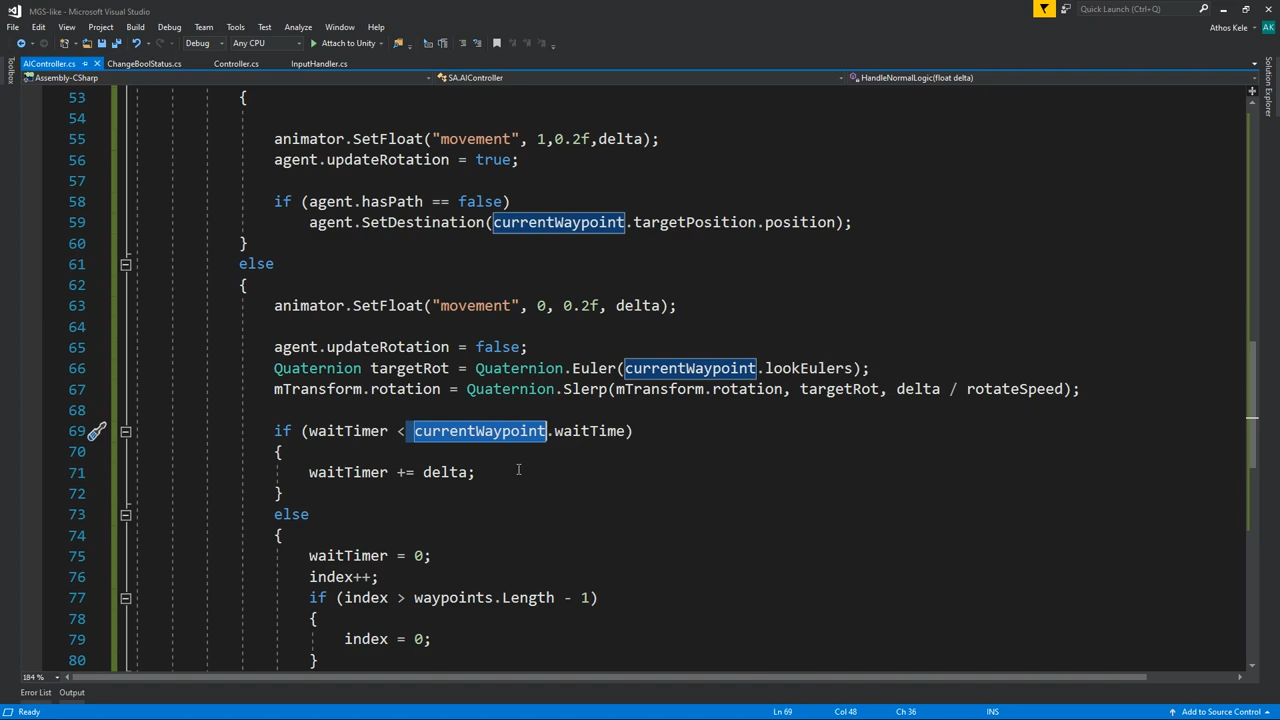 MGS-like - Microsoft Visual Studio
Quick Launch (Ctrl+Q)
File Edit View Project Build Debug Team Tools Test Analyze Window Help
Athos Kele AK
Debug Any CPU Attach to Unity
AIController.cs ChangeBoolStatus.cs Controller.cs InputHandler.cs
Assembly-CSharp SA.AIController HandleNormalLogic(float delta)
Toolbox
Solution Explorer
53 {
54
55 animator.SetFloat("movement", 1,0.2f,delta);
56 agent.updateRotation = true;
57
58 if (agent.hasPath == false)
59 agent.SetDestination(currentWaypoint.targetPosition.position);
60 }
61 else
62 {
63 animator.SetFloat("movement", 0, 0.2f, delta);
64
65 agent.updateRotation = false;
66 Quaternion targetRot = Quaternion.Euler(currentWaypoint.lookEulers);
67 mTransform.rotation = Quaternion.Slerp(mTransform.rotation, targetRot, delta / rotateSpeed);
68
69 if (waitTimer < currentWaypoint.waitTime)
70 {
71 waitTimer += delta;
72 }
73 else
74 {
75 waitTimer = 0;
76 index++;
77 if (index > waypoints.Length - 1)
78 {
79 index = 0;
80 }
184 %
Error List Output
Ready Ln 69 Col 48 Ch 36 INS Add to Source Control